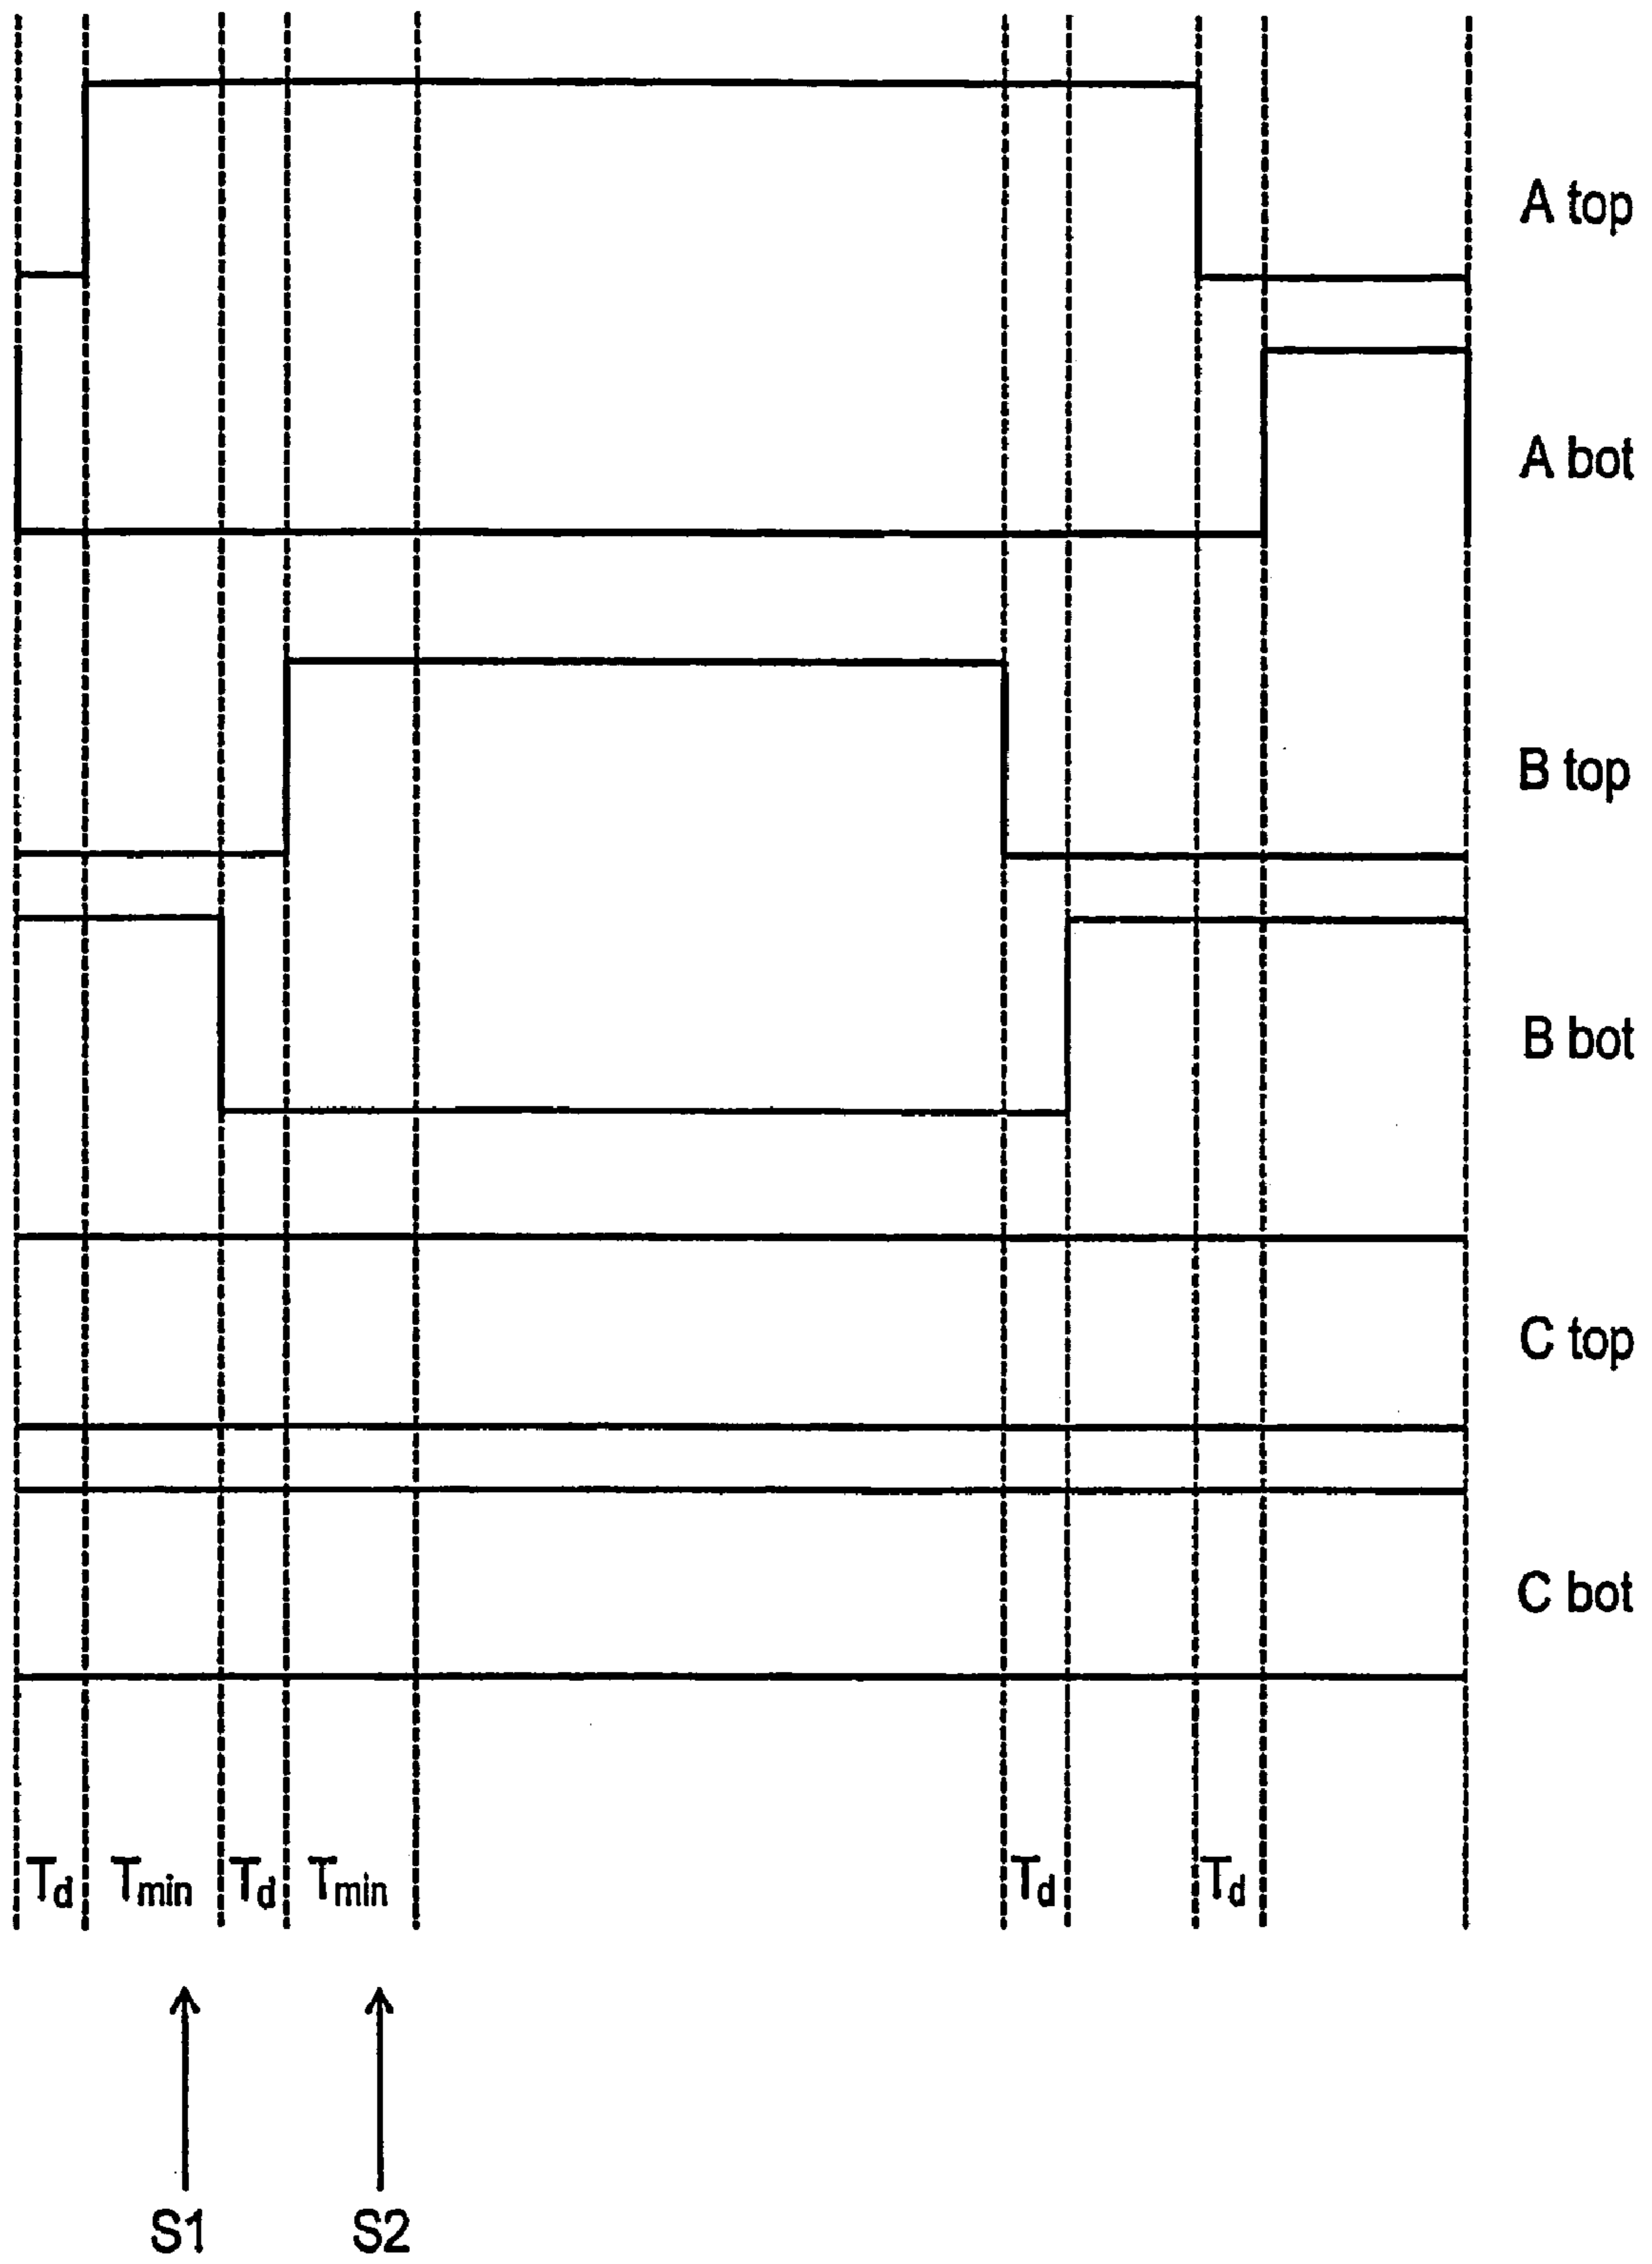 A top
A bot
B top
B bot
C top
C bot
Td Tmin Td Tmin Td Td
S1 S2